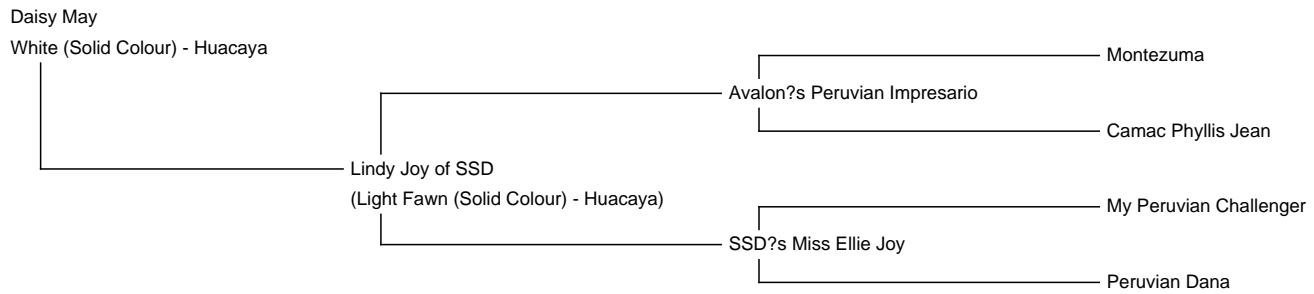 Daisy May
White (Solid Colour) - Huacaya
Montezuma
Avalon?s Peruvian Impresario
Camac Phyllis Jean
Lindy Joy of SSD
(Light Fawn (Solid Colour) - Huacaya)
My Peruvian Challenger
SSD?s Miss Ellie Joy
Peruvian Dana